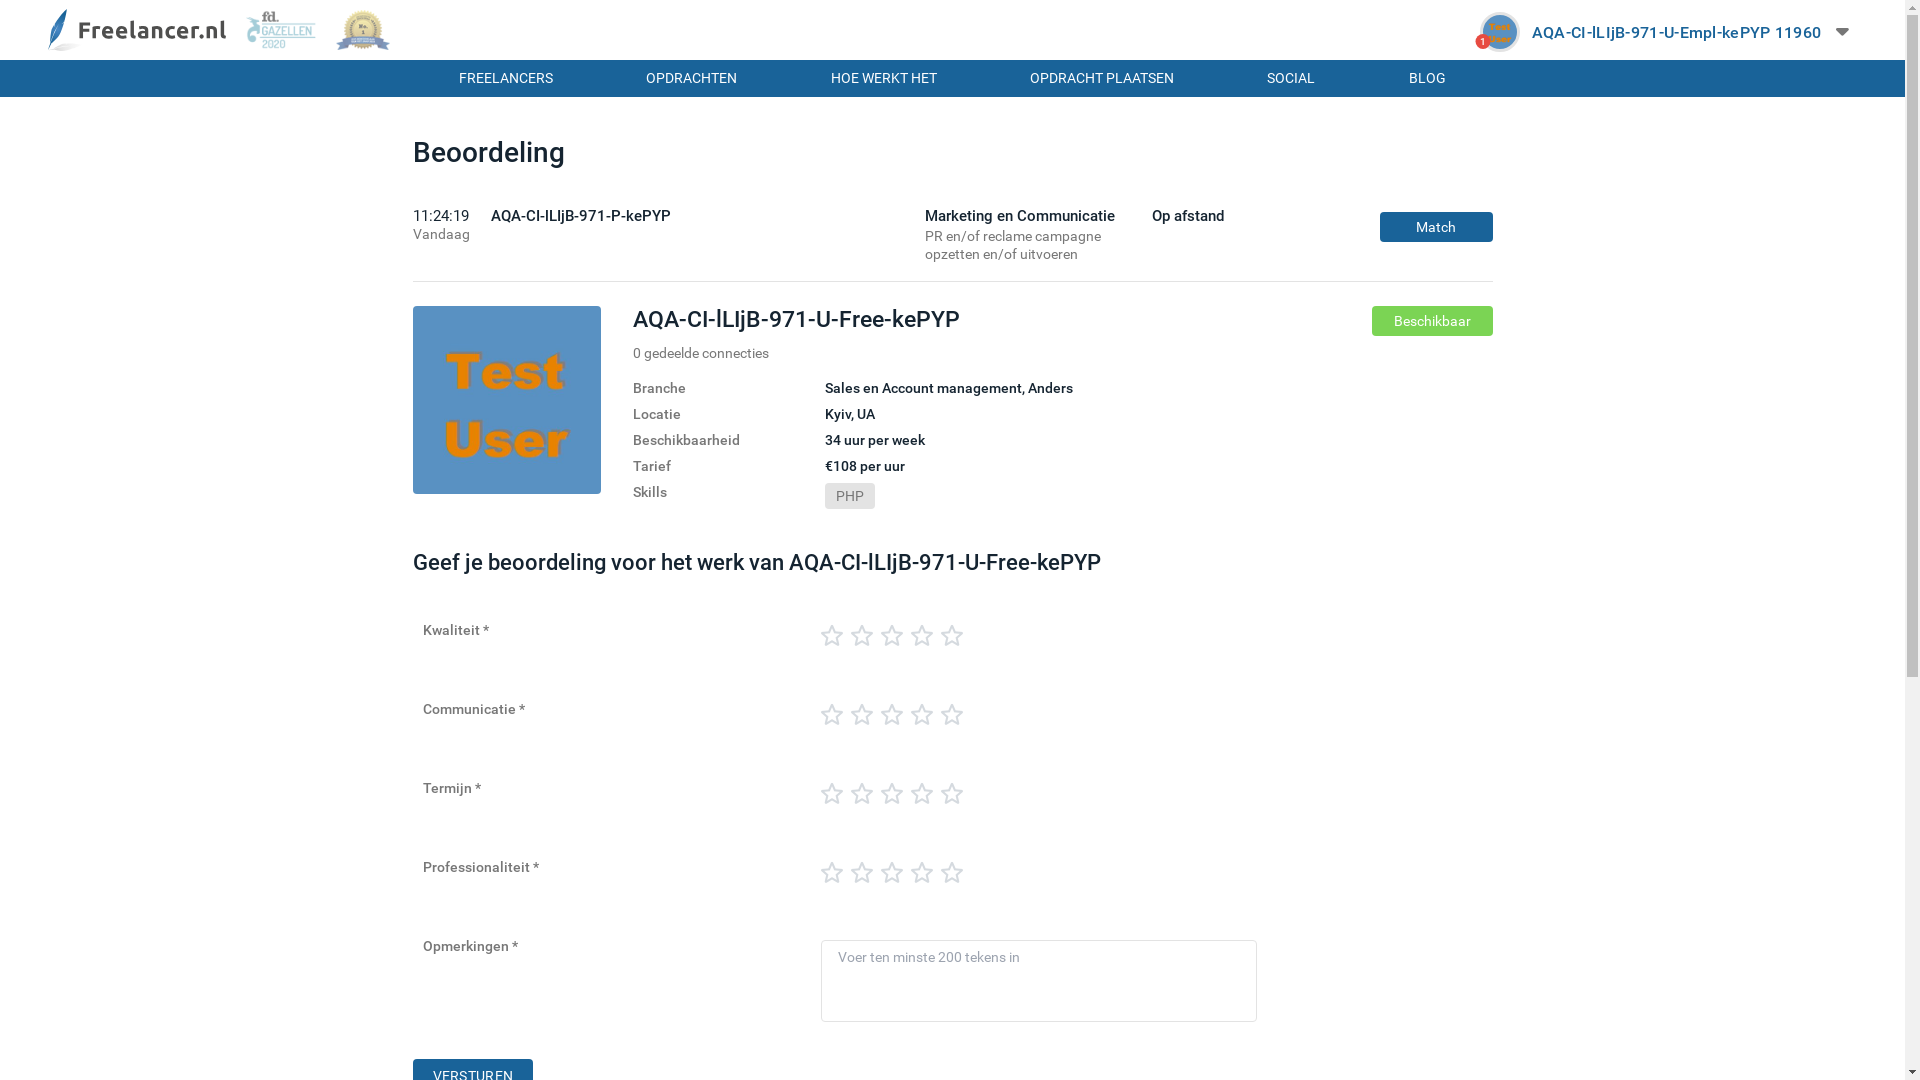 Freelancer.nl
fd.
GAZELLEN
2020
No.
1
Test
User
1
AQA-CI-lLIjB-971-U-Empl-kePYP 11960
FREELANCERS
OPDRACHTEN
HOE WERKT HET
OPDRACHT PLAATSEN
SOCIAL
BLOG
Beoordeling
11:24:19
Vandaag
AQA-CI-lLIjB-971-P-kePYP
Marketing en Communicatie
PR en/of reclame campagne
opzetten en/of uitvoeren
Op afstand
Match
Test
User
AQA-CI-lLIjB-971-U-Free-kePYP
Beschikbaar
0 gedeelde connecties
Branche
Sales en Account management, Anders
Locatie
Kyiv, UA
Beschikbaarheid
34 uur per week
Tarief
€108 per uur
Skills
PHP
Geef je beoordeling voor het werk van AQA-CI-lLIjB-971-U-Free-kePYP
Kwaliteit *
Communicatie *
Termijn *
Professionaliteit *
Opmerkingen *
Voer ten minste 200 tekens in
VERSTUREN